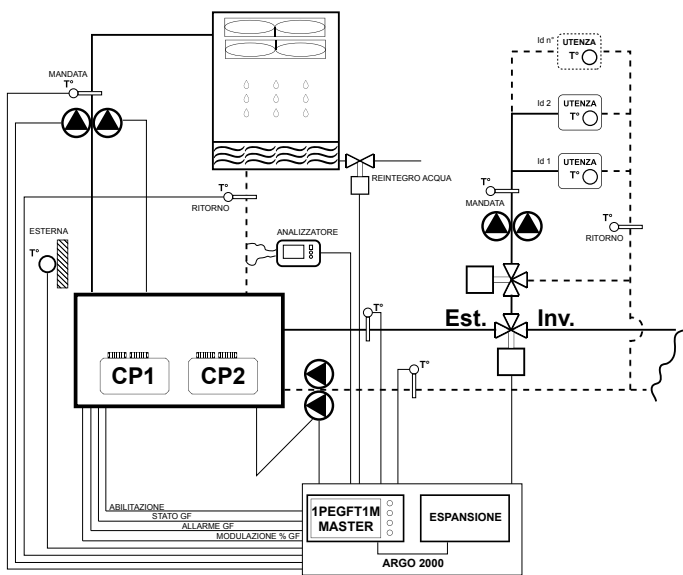 Id n°
UTENZA
T°
MANDATA
T°
Id 2
UTENZA
T°
Id 1
UTENZA
T°
REINTEGRO ACQUA
T°
RITORNO
T°
MANDATA
ESTERNA
T°
ANALIZZATORE
T°
RITORNO
T°
Est.
Inv.
CP1
CP2
T°
ABILITAZIONE
STATO GF
ALLARME GF
MODULAZIONE % GF
1PEGFT1M
MASTER
ESPANSIONE
ARGO 2000